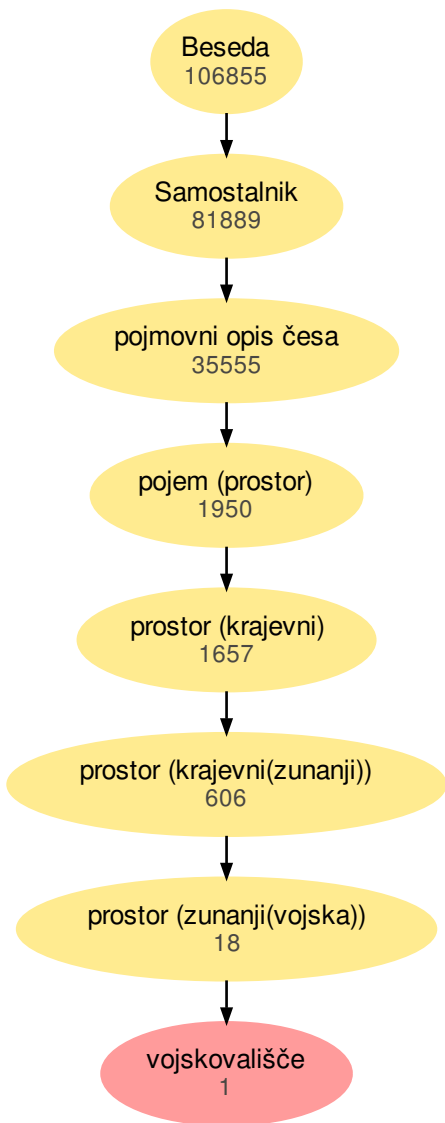 Beseda
106855
Samostalnik
81889
pojmovni opis česa
35555
pojem (prostor)
1950
prostor (krajevni)
1657
prostor (krajevni(zunanji))
606
prostor (zunanji(vojska))
18
vojskovališče
1